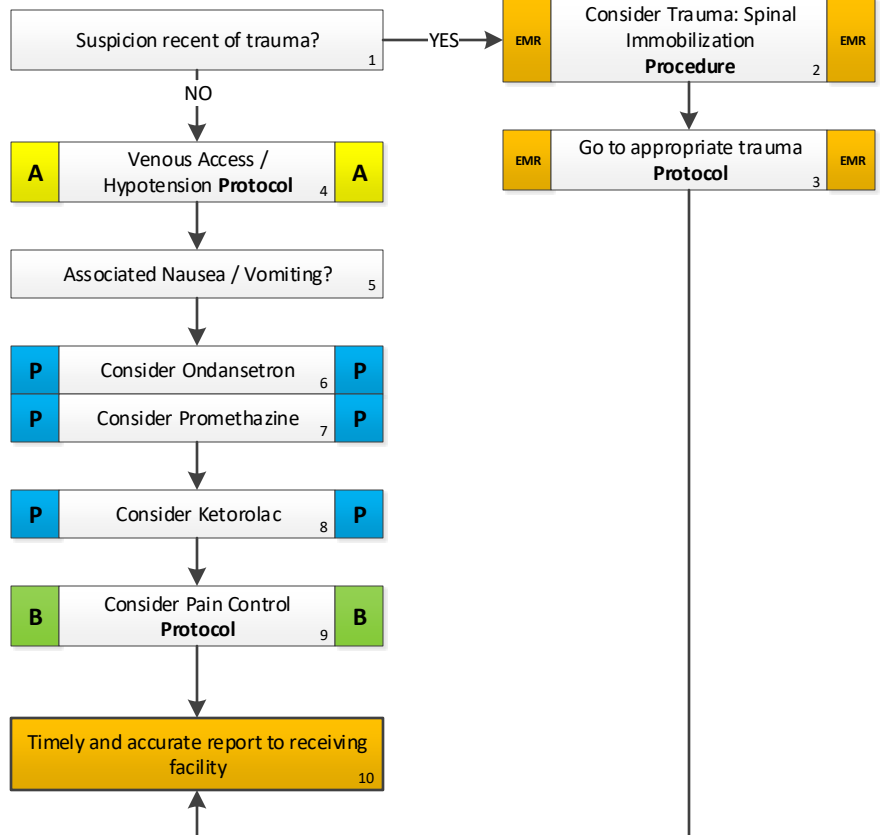 Suspicion recent of trauma?
1
YES
EMR
Consider Trauma: Spinal
Immobilization
Procedure
2
EMR
NO
EMR
Go to appropriate trauma
Protocol
3
EMR
A
Venous Access /
Hypotension Protocol
4
A
Associated Nausea / Vomiting?
5
P
Consider Ondansetron
6
P
P
Consider Promethazine
7
P
P
Consider Ketorolac
8
P
B
Consider Pain Control
Protocol
9
B
Timely and accurate report to receiving
facility
10